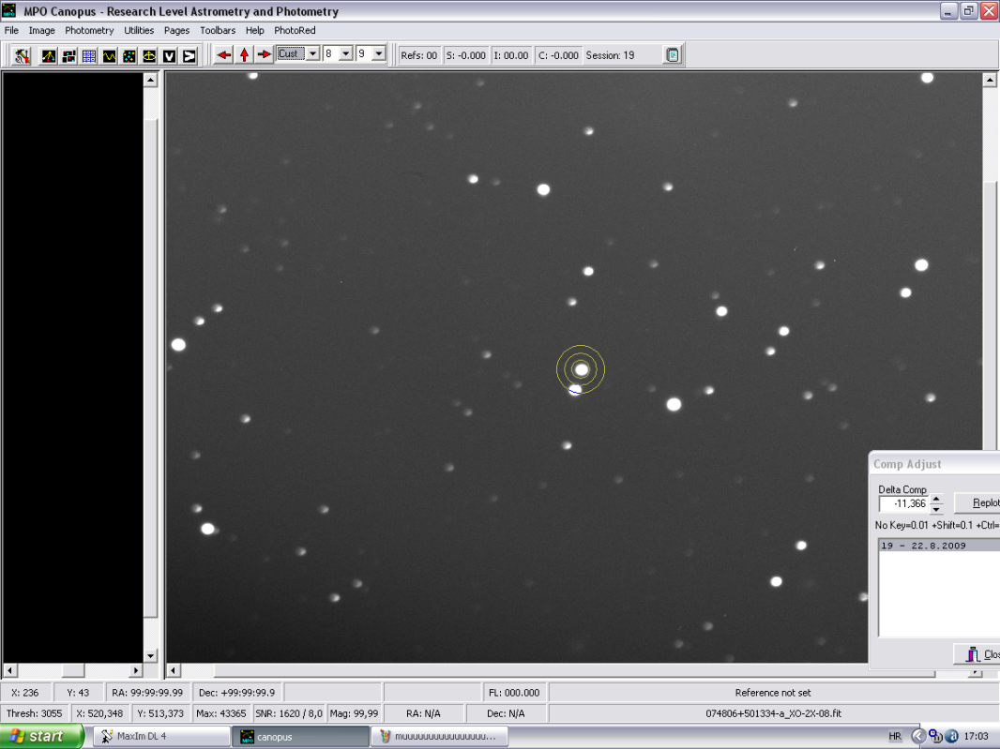 MPO Canopus - Research Level Astrometry and Photometry
File Image Photometry Utilities Pages Toolbars Help PhotoRed
Cust 8 9 Refs: 00 S: -0.000 I: 00.00 C: -0.000 Session: 19
Comp Adjust
Delta Comp
-11,366 Replot
No Key=0.01 +Shift=0.1 +Ctrl=
19 - 22.8.2009
Clos
X: 236 Y: 43 RA: 99:99:99.99 Dec: +99:99:99.9 FL: 000.000 Reference not set
Thresh: 3055 X: 520,348 Y: 513,373 Max: 43365 SNR: 1620 / 8,0 Mag: 99,99 RA: N/A Dec: N/A 074806+501334-a_XO-2X-08.fit
start MaxIm DL 4 canopus muuuuuuuuuuuuuuuu... HR 17:03